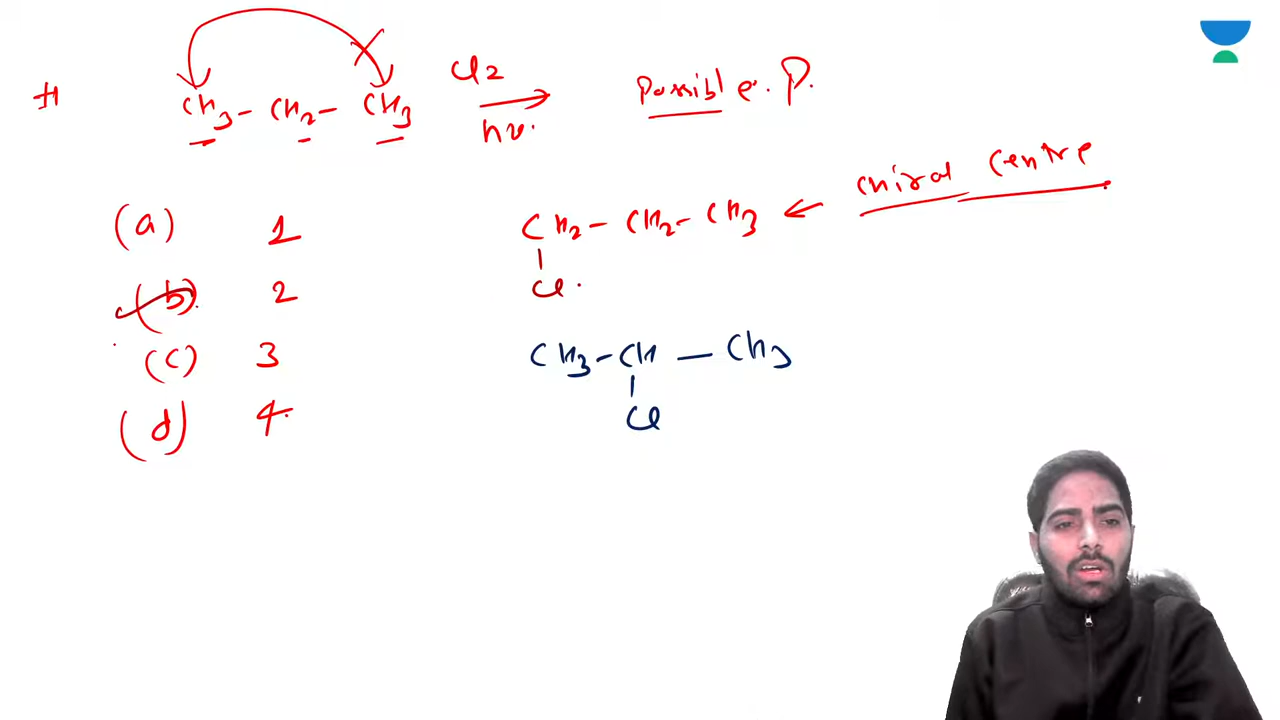 # CH3 - CH2 - CH3 Cl2 hν. Possible. P.
chiral centre
(a) 1 CH2 - CH2 - CH3 ←
Cl.
(b) 2
(c) 3 CH3 - CH — CH3
Cl
(d) 4.